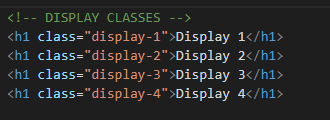 <!-- DISPLAY CLASSES -->
<h1 class="display-1">Display 1</h1>
<h1 class="display-2">Display 2</h1>
<h1 class="display-3">Display 3</h1>
<h1 class="display-4">Display 4</h1>